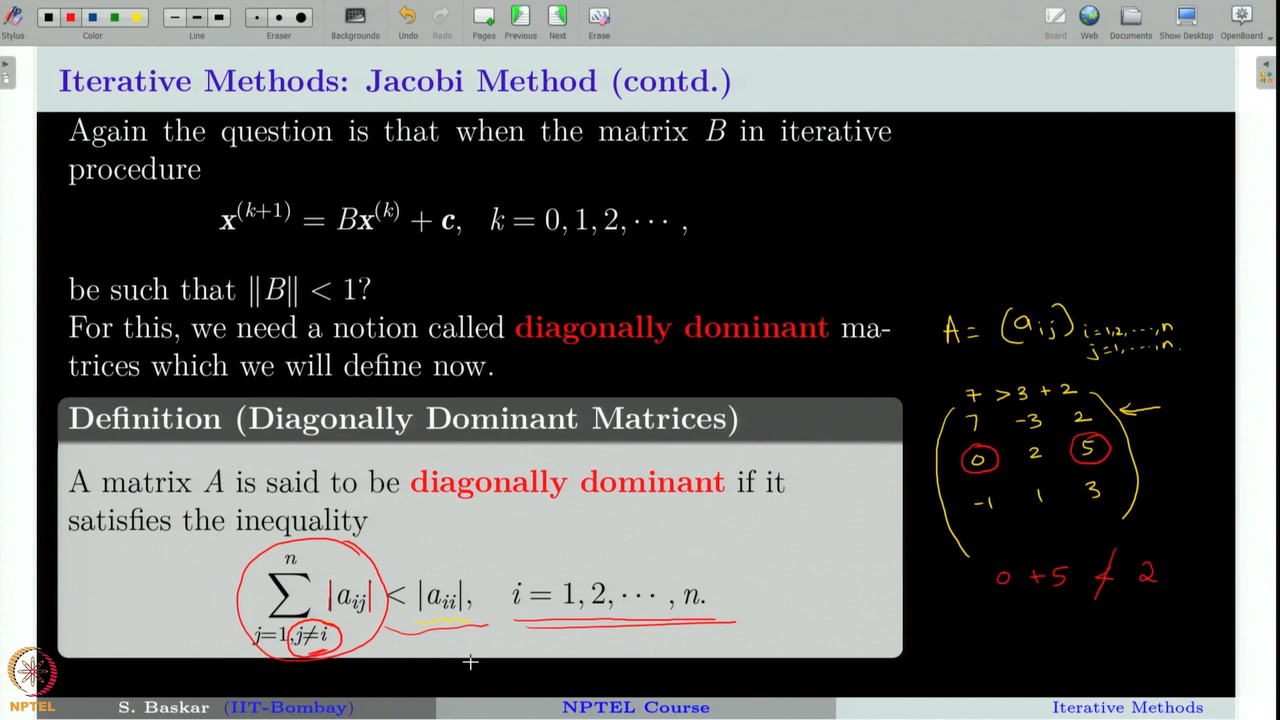 Stylus
Color
Line
Eraser
Backgrounds
Undo
Redo
Pages
Previous
Next
Erase
Board
Web
Documents
Show Desktop
OpenBoard
Iterative Methods: Jacobi Method (contd.)
Again the question is that when the matrix B in iterative
procedure
x^(k+1) = Bx^(k) + c, k = 0, 1, 2, ⋯ ,
be such that ‖B‖ < 1?
For this, we need a notion called diagonally dominant ma-
trices which we will define now.
Definition (Diagonally Dominant Matrices)
A matrix A is said to be diagonally dominant if it
satisfies the inequality
n
∑ |a_ij| < |a_ii|, i = 1, 2, ⋯ , n.
j=1,j≠i
A = (a_ij) i=1,2,⋯,n
j=1,⋯,n.
7 > 3 + 2
7 -3 2
0 2 5
-1 1 3
0 + 5 ≮ 2
NPTEL
S. Baskar (IIT-Bombay)
NPTEL Course
Iterative Methods